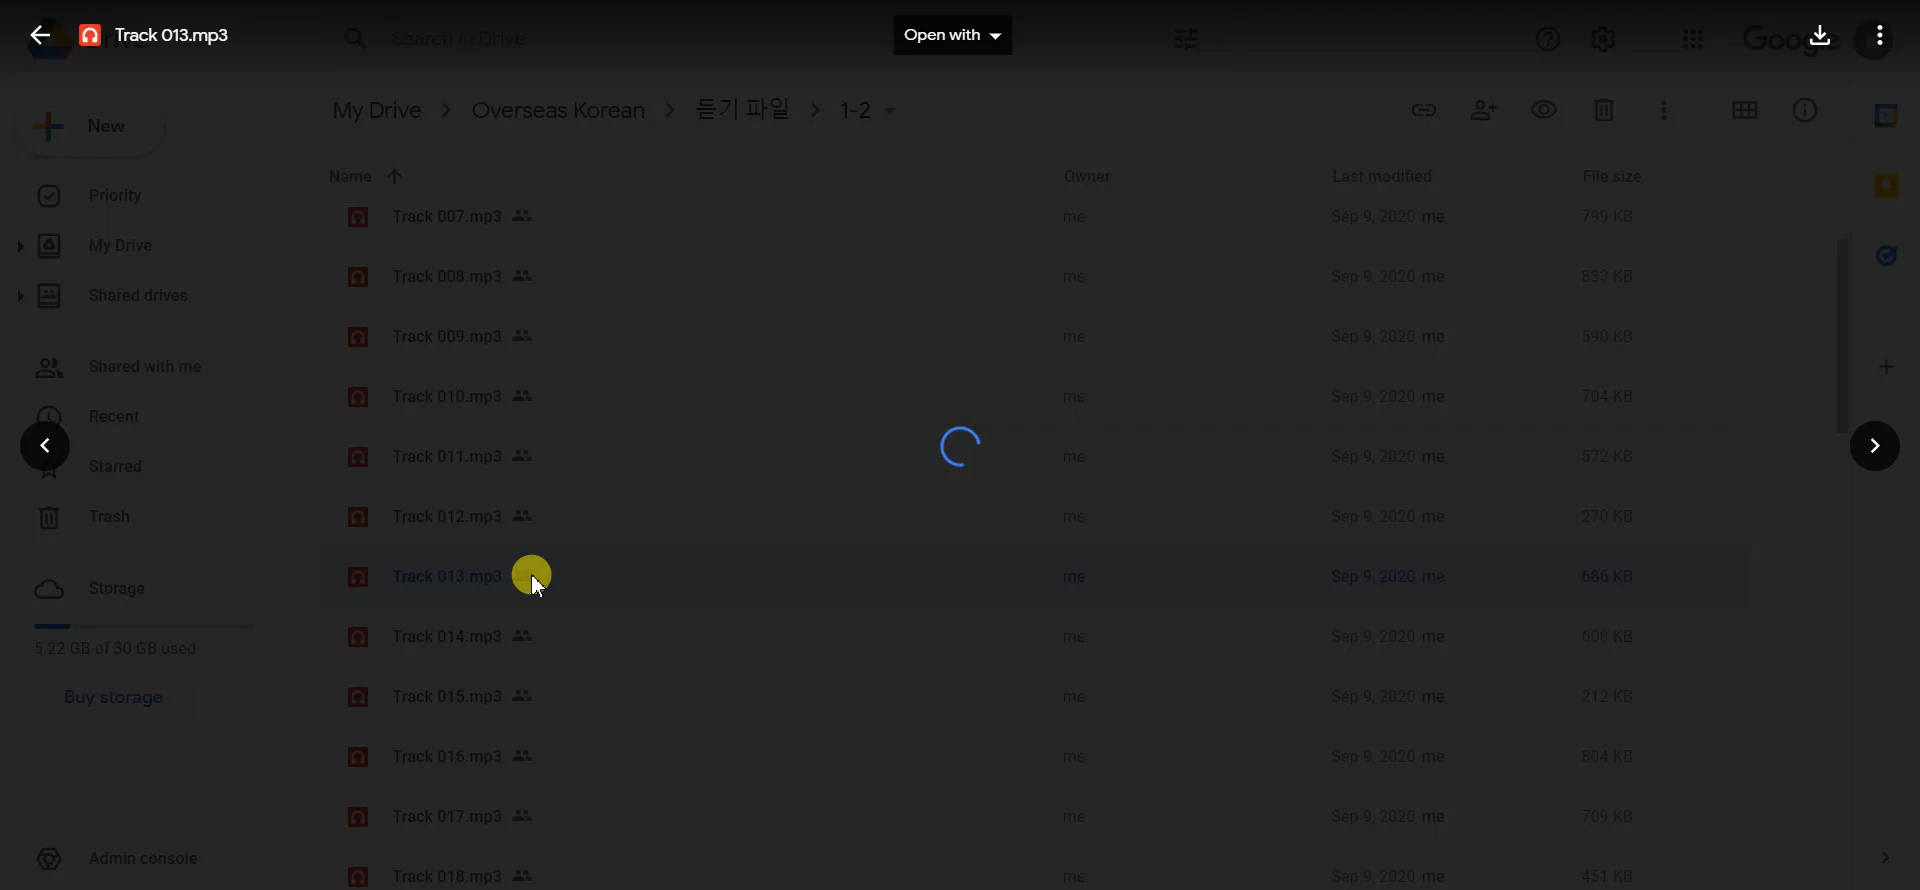 Track 013.mp3
Open with
Search in Drive
Google
My Drive > Overseas Korean > 듣기 파일 > 1-2
New
Priority
My Drive
Shared drives
Shared with me
Recent
Starred
Trash
Storage
5.22 GB of 30 GB used
Buy storage
Admin console
Name Owner Last modified File size
Track 007.mp3 me Sep 9, 2020 me 799 KB
Track 008.mp3 me Sep 9, 2020 me 833 KB
Track 009.mp3 me Sep 9, 2020 me 590 KB
Track 010.mp3 me Sep 9, 2020 me 704 KB
Track 011.mp3 me Sep 9, 2020 me 572 KB
Track 012.mp3 me Sep 9, 2020 me 270 KB
Track 013.mp3 me Sep 9, 2020 me 686 KB
Track 014.mp3 me Sep 9, 2020 me 608 KB
Track 015.mp3 me Sep 9, 2020 me 212 KB
Track 016.mp3 me Sep 9, 2020 me 804 KB
Track 017.mp3 me Sep 9, 2020 me 709 KB
Track 018.mp3 me Sep 9, 2020 me 451 KB